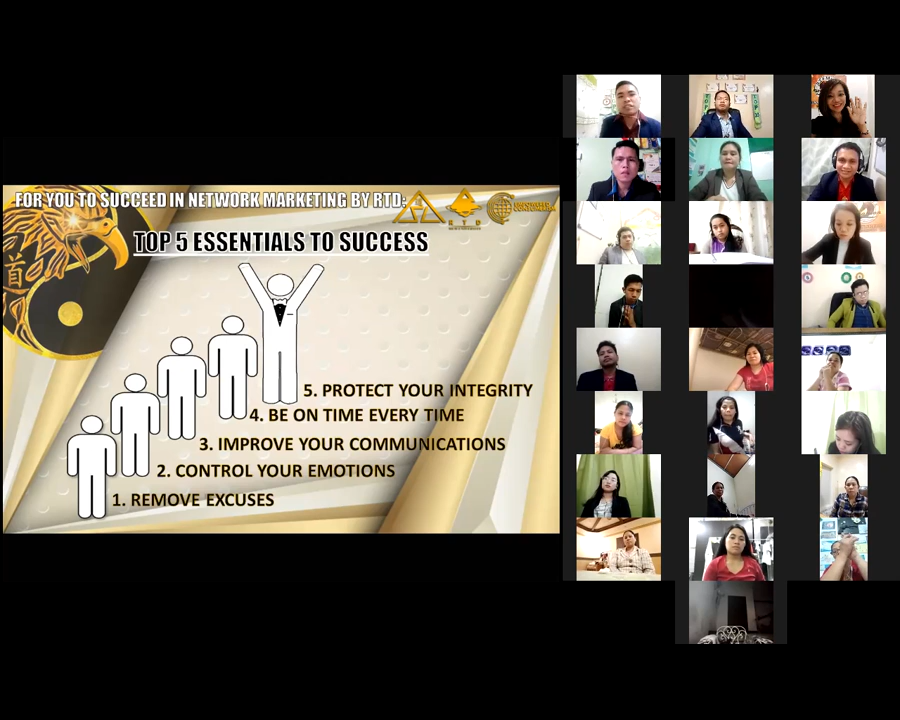 FOR YOU TO SUCCEED IN NETWORK MARKETING BY RTD:
TOP 5 ESSENTIALS TO SUCCESS
R T D
首
5. PROTECT YOUR INTEGRITY
4. BE ON TIME EVERY TIME
3. IMPROVE YOUR COMMUNICATIONS
2. CONTROL YOUR EMOTIONS
1. REMOVE EXCUSES